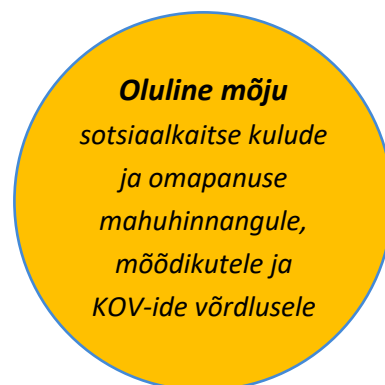 Oluline mõju
sotsiaalkaitse kulude
ja omapanuse
mahuhinnangule,
mõõdikutele ja
KOV-ide võrdlusele